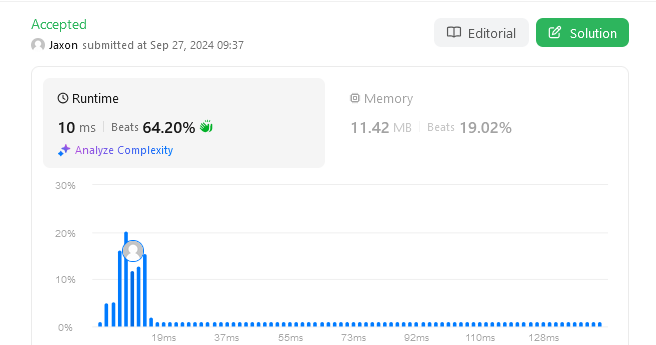 Accepted
Jaxon submitted at Sep 27, 2024 09:37
Editorial
Solution
Runtime
10 ms
Beats 64.20%
Analyze Complexity
Memory
11.42 MB
Beats 19.02%
30%
20%
10%
0%
19ms 37ms 55ms 73ms 92ms 110ms 128ms